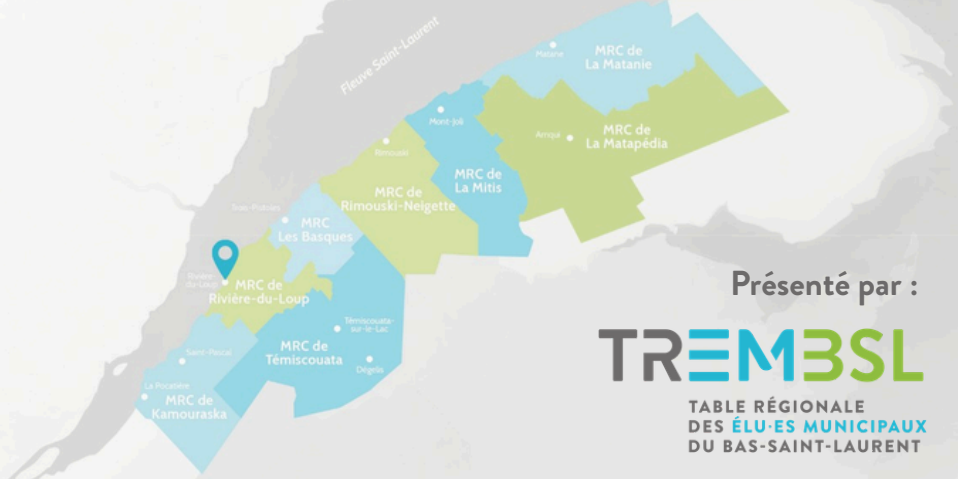 Fleuve Saint-Laurent
Matane
MRC de
La Matanie
Mont-Joli
Amqui
MRC de
La Matapédia
Rimouski
MRC de
La Mitis
MRC de
Rimouski-Neigette
Trois-Pistoles
MRC
Les Basques
Rivière-
du-Loup
MRC de
Rivière-du-Loup
Témiscouata-
sur-le-Lac
MRC de
Témiscouata
Dégelis
Saint-Pascal
La Pocatière
MRC de
Kamouraska
Présenté par :
TREMBSL
TABLE RÉGIONALE
DES ÉLU·ES MUNICIPAUX
DU BAS-SAINT-LAURENT